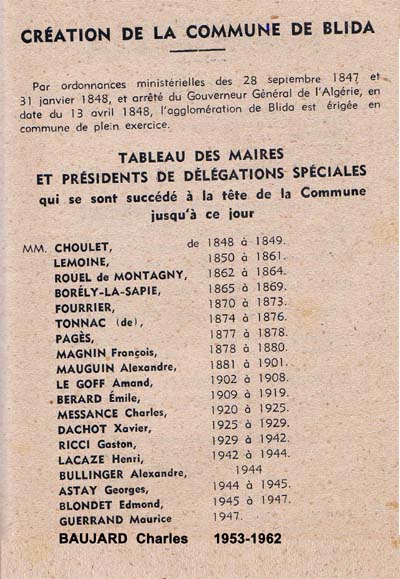 CRÉATION DE LA COMMUNE DE BLIDA
Par ordonnances ministérielles des 28 septembre 1847 et
31 janvier 1848, et arrêté du Gouverneur Général de l'Algérie, en
date du 13 avril 1848, l'agglomération de Blida est érigée en
commune de plein exercice.
TABLEAU DES MAIRES
ET PRÉSIDENTS DE DÉLÉGATIONS SPÉCIALES
qui se sont succédé à la tête de la Commune
jusqu'à ce jour
MM. CHOULET, de 1848 à 1849.
LEMOINE, 1850 à 1861.
ROUEL de MONTAGNY, 1862 à 1864.
BORÉLY-LA-SAPIE, 1865 à 1869.
FOURRIER, 1870 à 1873.
TONNAC (de), 1874 à 1876.
PAGÈS, 1877 à 1878.
MAGNIN François, 1878 à 1880.
MAUGUIN Alexandre, 1881 à 1901.
LE GOFF Amand, 1902 à 1908.
BERARD Émile, 1909 à 1919.
MESSANCE Charles, 1920 à 1925.
DACHOT Xavier, 1925 à 1929.
RICCI Gaston, 1929 à 1942.
LACAZE Henri, 1942 à 1944.
BULLINGER Alexandre, 1944
ASTAY Georges, 1944 à 1945.
BLONDET Edmond, 1945 à 1947.
GUERRAND Maurice 1947.
BAUJARD Charles 1953-1962